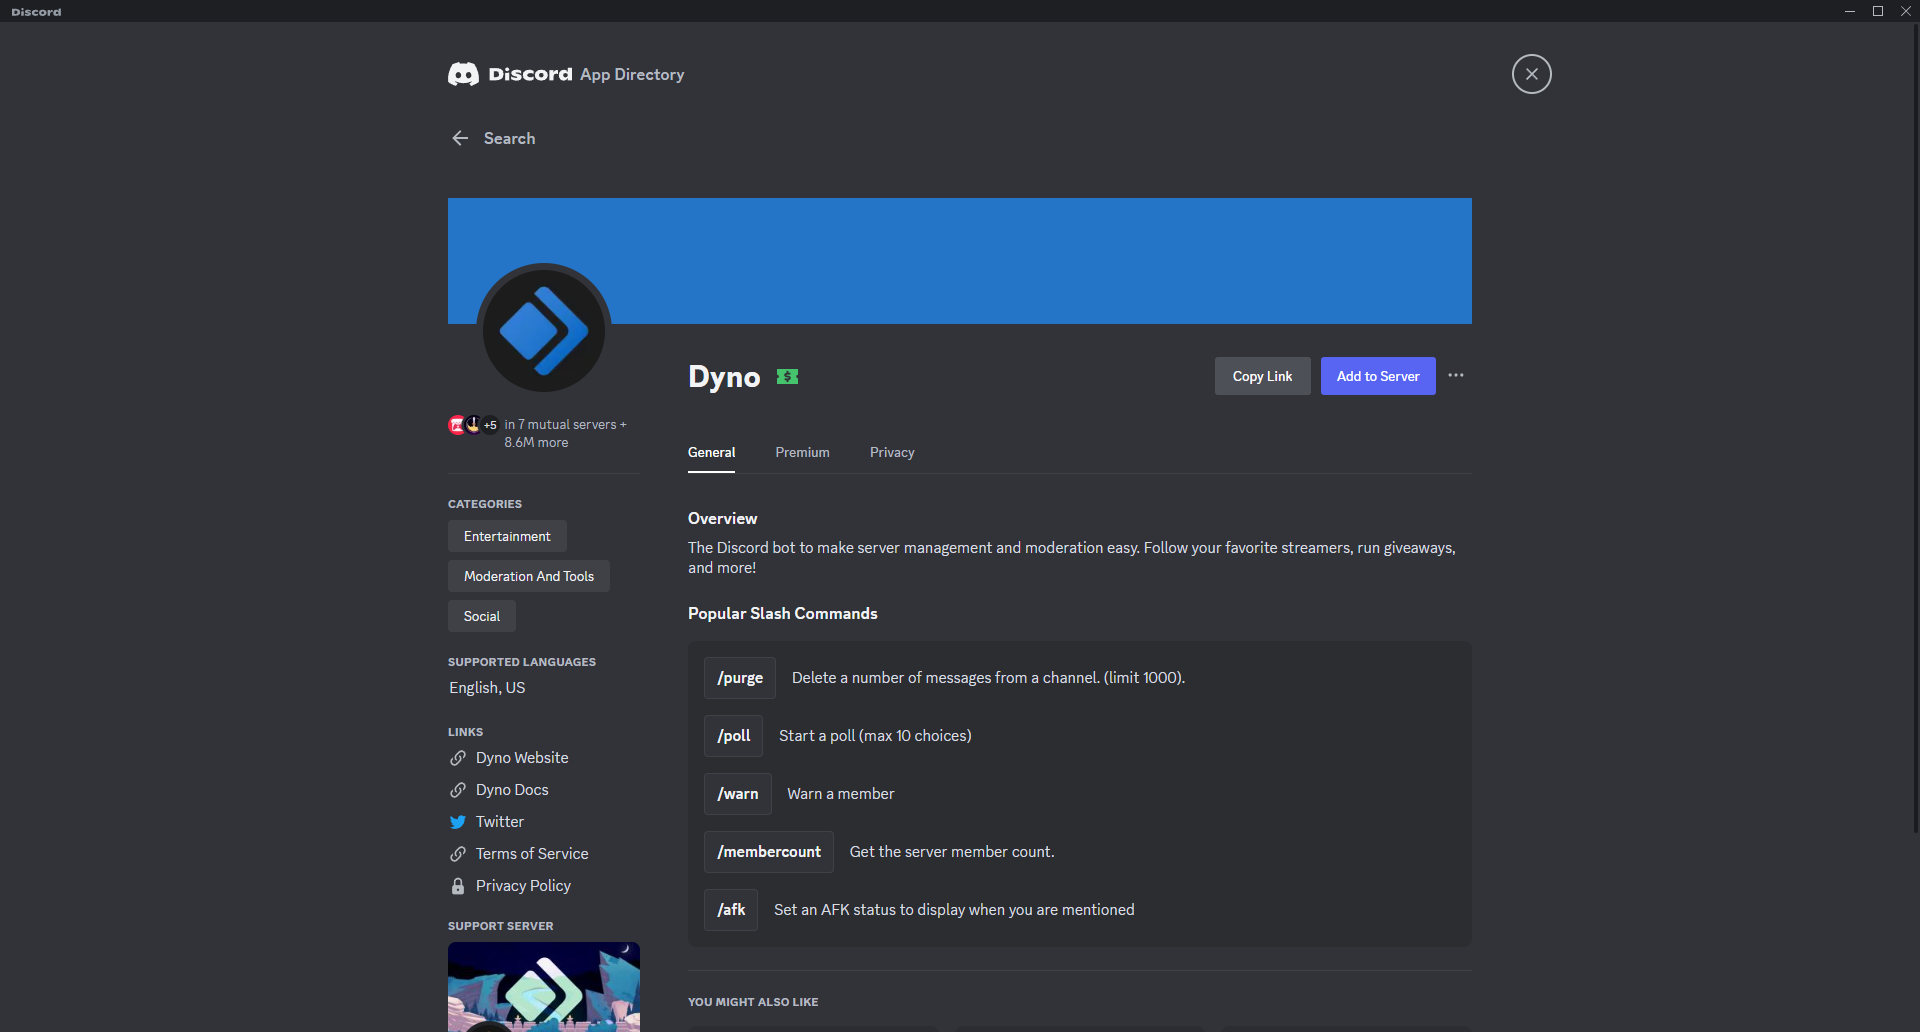 Discord
Discord App Directory
Search
Dyno
Copy Link
Add to Server
+5
in 7 mutual servers +
8.6M more
General
Premium
Privacy
CATEGORIES
Entertainment
Moderation And Tools
Social
SUPPORTED LANGUAGES
English, US
LINKS
Dyno Website
Dyno Docs
Twitter
Terms of Service
Privacy Policy
SUPPORT SERVER
Overview
The Discord bot to make server management and moderation easy. Follow your favorite streamers, run giveaways,
and more!
Popular Slash Commands
/purge Delete a number of messages from a channel. (limit 1000).
/poll Start a poll (max 10 choices)
/warn Warn a member
/membercount Get the server member count.
/afk Set an AFK status to display when you are mentioned
YOU MIGHT ALSO LIKE